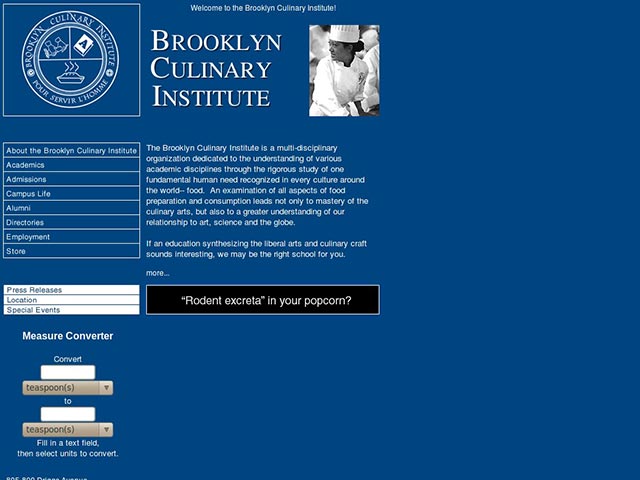 Welcome to the Brooklyn Culinary Institute!
BROOKLYN CULINARY INSTITUTE
POUR SERVIR L'HOMME
BROOKLYN
CULINARY
INSTITUTE
About the Brooklyn Culinary Institute
Academics
Admissions
Campus Life
Alumni
Directories
Employment
Store
The Brooklyn Culinary Institute is a multi-disciplinary
organization dedicated to the understanding of various
academic disciplines through the rigorous study of one
fundamental human need recognized in every culture around
the world-- food. An examination of all aspects of food
preparation and consumption leads not only to mastery of the
culinary arts, but also to a greater understanding of our
relationship to art, science and the globe.
If an education synthesizing the liberal arts and culinary craft
sounds interesting, we may be the right school for you.
more...
Press Releases
Location
Special Events
“Rodent excreta” in your popcorn?
Measure Converter
Convert
teaspoon(s)
to
teaspoon(s)
Fill in a text field,
then select units to convert.